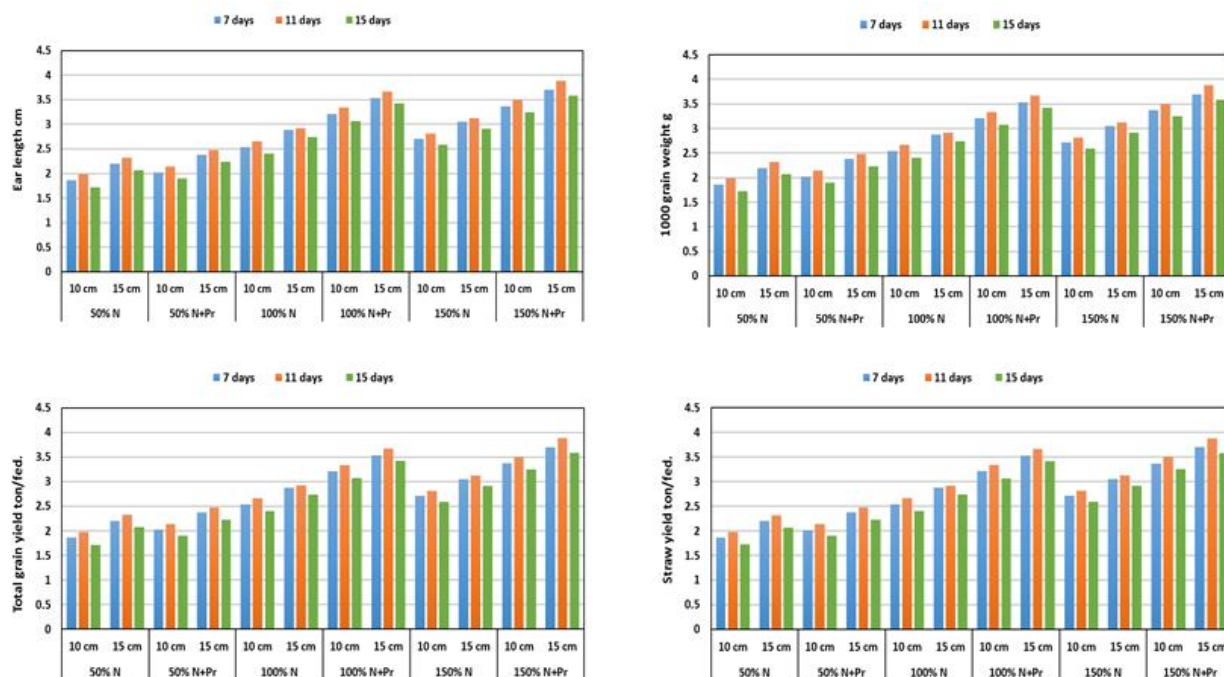 7 days 11 days 15 days
Ear length cm
4.5
4
3.5
3
2.5
2
1.5
1
0.5
0
10 cm 15 cm 10 cm 15 cm 10 cm 15 cm 10 cm 15 cm 10 cm 15 cm 10 cm 15 cm
50% N 50% N+Pr 100% N 100% N+Pr 150% N 150% N+Pr
7 days 11 days 15 days
1000 grain weight g
4.5
4
3.5
3
2.5
2
1.5
1
0.5
0
10 cm 15 cm 10 cm 15 cm 10 cm 15 cm 10 cm 15 cm 10 cm 15 cm 10 cm 15 cm
50% N 50% N+Pr 100% N 100% N+Pr 150% N 150% N+Pr
7 days 11 days 15 days
Total grain yield ton/fed.
4.5
4
3.5
3
2.5
2
1.5
1
0.5
0
10 cm 15 cm 10 cm 15 cm 10 cm 15 cm 10 cm 15 cm 10 cm 15 cm 10 cm 15 cm
50% N 50% N+Pr 100% N 100% N+Pr 150% N 150% N+Pr
7 days 11 days 15 days
Straw yield ton/fed.
4.5
4
3.5
3
2.5
2
1.5
1
0.5
0
10 cm 15 cm 10 cm 15 cm 10 cm 15 cm 10 cm 15 cm 10 cm 15 cm 10 cm 15 cm
50% N 50% N+Pr 100% N 100% N+Pr 150% N 150% N+Pr